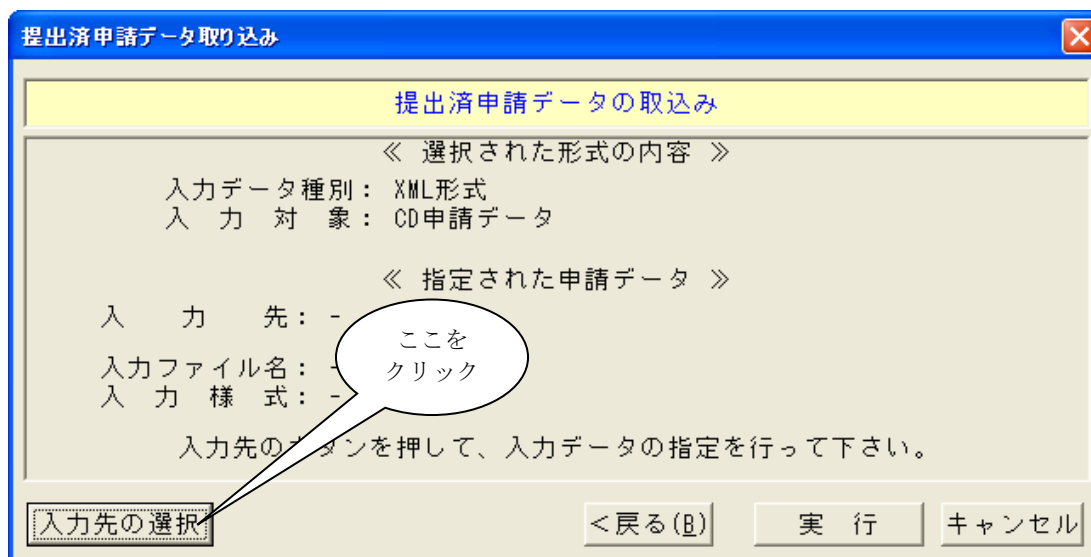 提出済申請データ取り込み
提出済申請データの取込み
≪ 選択された形式の内容 ≫
入力データ種別： XML形式
入 力 対 象： CD申請データ
≪ 指定された申請データ ≫
入 力 先： -
ここを
クリック
入力ファイル名： -
入 力 様 式： -
入力先のボタンを押して、入力データの指定を行って下さい。
入力先の選択
<戻る(B)
実 行
キャンセル